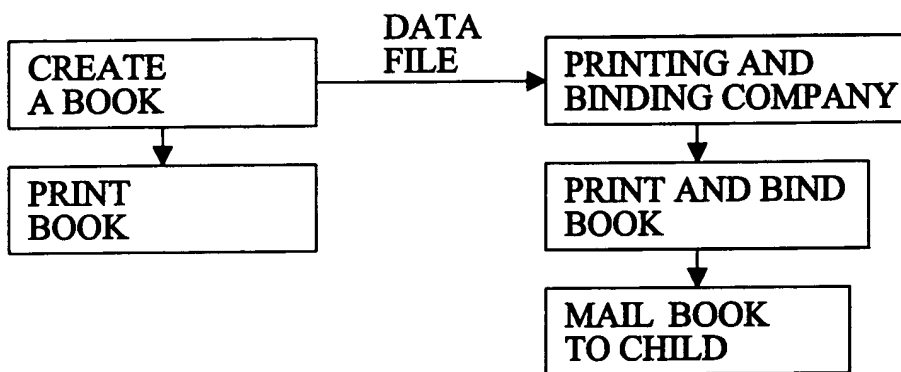 CREATE
A BOOK
DATA
FILE
PRINTING AND
BINDING COMPANY
PRINT
BOOK
PRINT AND BIND
BOOK
MAIL BOOK
TO CHILD